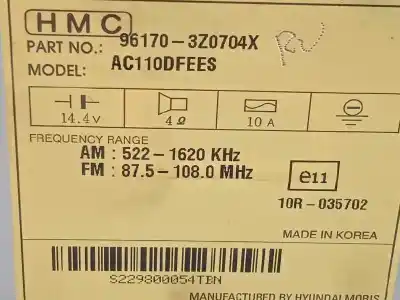 HMC
PART NO.: 96170-3Z0704X
MODEL: AC110DFEES
14.4V 4Ω 10 A
FREQUENCY RANGE
AM : 522-1620 KHz
FM : 87.5-108.0 MHz
e11
10R-035702
MADE IN KOREA
S229800054TBN
MANUFACTURED BY HYUNDAI MOBIS